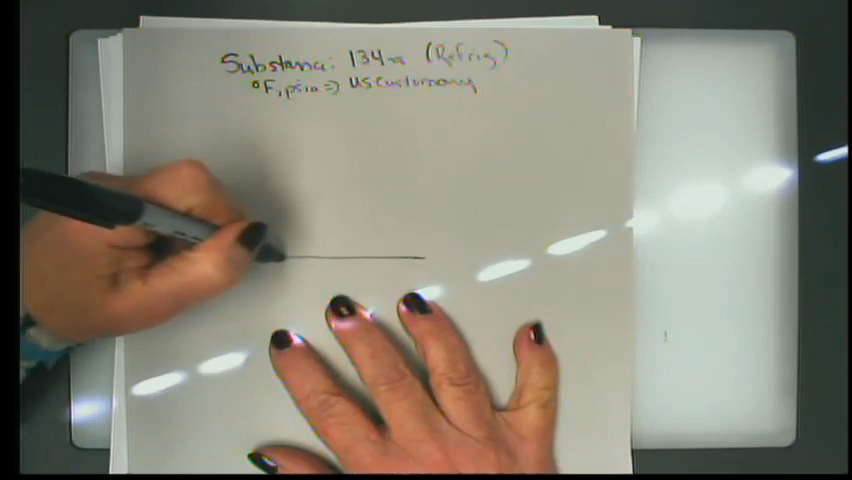 Substance: 134a (Refrig)
°F, psia => US Customary